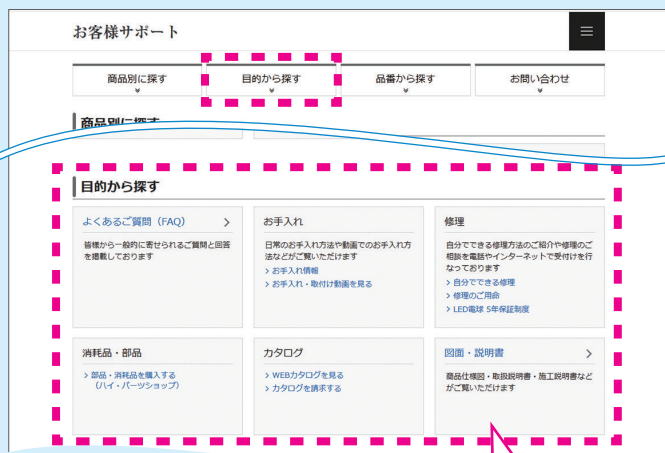 お客様サポート
商品別に探す
目的から探す
品番から探す
お問い合わせ
商品別に探す
目的から探す
よくあるご質問（FAQ）
皆様から一般的に寄せられるご質問と回答
を掲載しております
お手入れ
日常のお手入れ方法や動画でのお手入れ方
法などがご覧いただけます
> お手入れ情報
> お手入れ・取付け動画を見る
修理
自分でできる修理方法のご紹介や修理のご
相談を電話やインターネットで受付けを行
なっております
> 自分でできる修理
> 修理のご用命
> LED電球 5年保証制度
消耗品・部品
> 部品・消耗品を購入する
（ハイ・パーツショップ）
カタログ
> WEBカタログを見る
> カタログを請求する
図面・説明書
商品仕様図・取扱説明書・施工説明書など
がご覧いただけます